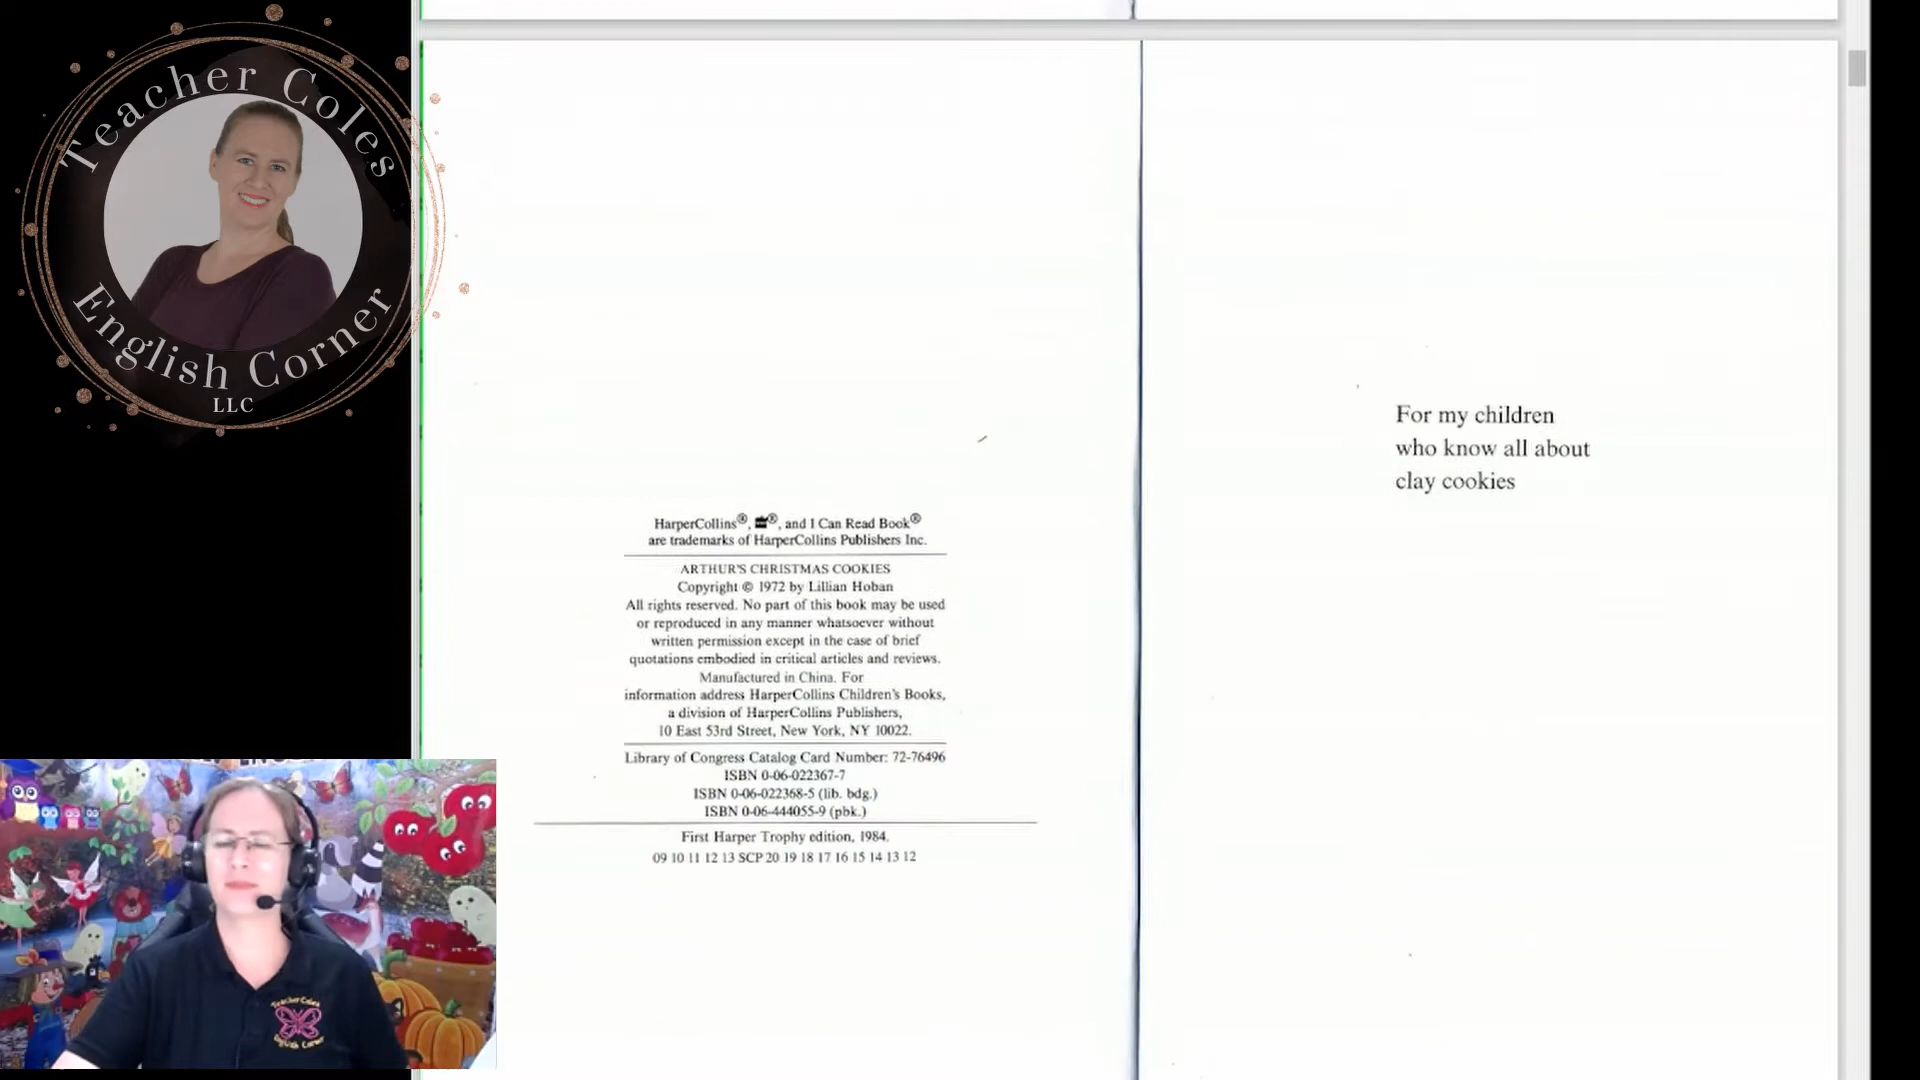 Teacher Coles
English Corner
LLC
HarperCollins®, ®, and I Can Read Book®
are trademarks of HarperCollins Publishers Inc.
ARTHUR'S CHRISTMAS COOKIES
Copyright © 1972 by Lillian Hoban
All rights reserved. No part of this book may be used
or reproduced in any manner whatsoever without
written permission except in the case of brief
quotations embodied in critical articles and reviews.
Manufactured in China. For
information address HarperCollins Children's Books,
a division of HarperCollins Publishers,
10 East 53rd Street, New York, NY 10022.
Library of Congress Catalog Card Number: 72-76496
ISBN 0-06-022367-7
ISBN 0-06-022368-5 (lib. bdg.)
ISBN 0-06-444055-9 (pbk.)
First Harper Trophy edition, 1984.
09 10 11 12 13 SCP 20 19 18 17 16 15 14 13 12
For my children
who know all about
clay cookies
Teacher Coles
English Corner